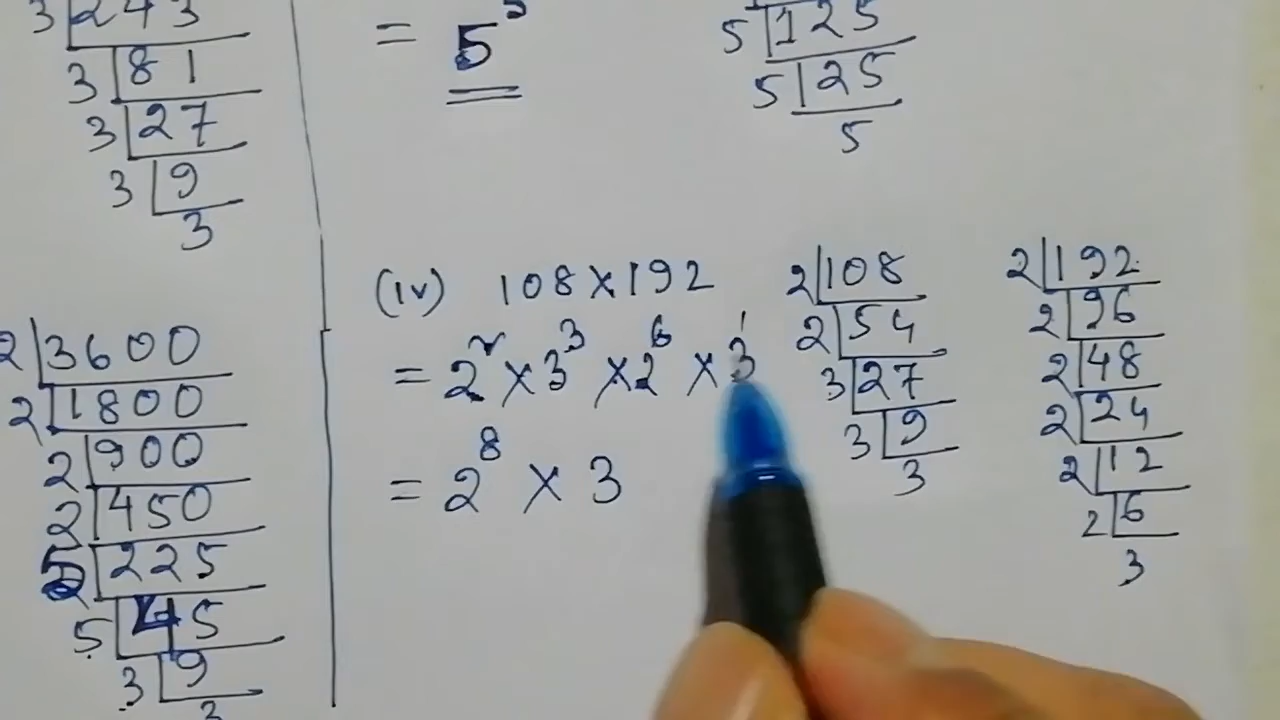 3 | 243
3 | 81
3 | 27
3 | 9
3
2 | 3600
2 | 1800
2 | 900
2 | 450
5 | 225
5 | 45
3 | 9
3
= 5
5 | 125
5 | 25
5
(iv) 108 × 192
= 2² × 3³ × 2⁶ × 3¹
= 2⁸ × 3
2 | 108
2 | 54
3 | 27
3 | 9
3
2 | 192
2 | 96
2 | 48
2 | 24
2 | 12
2 | 6
3